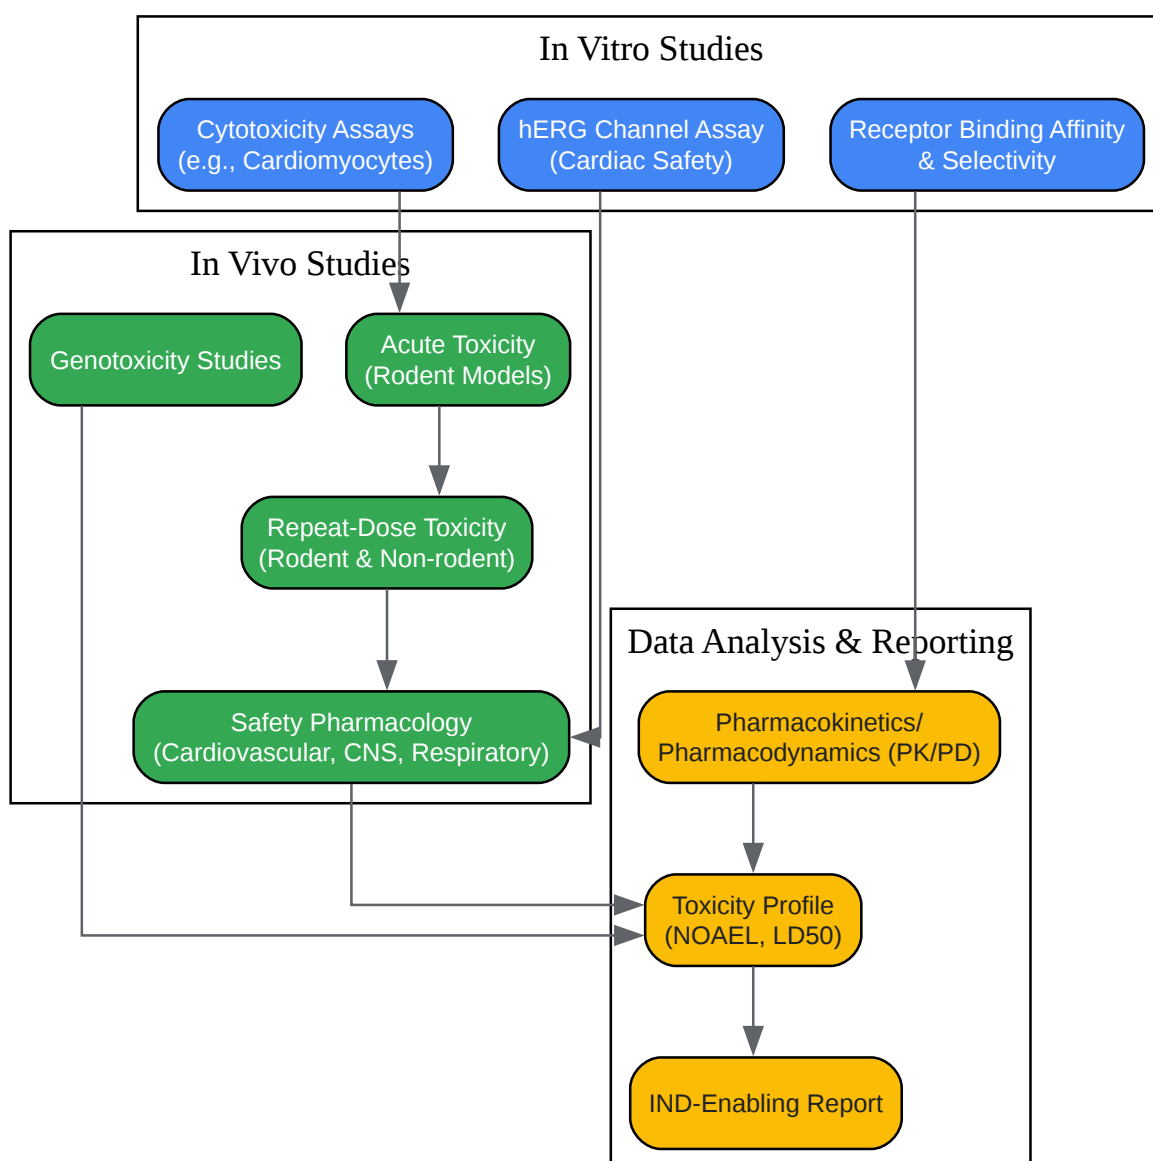 In Vitro Studies
Cytotoxicity Assays
(e.g., Cardiomyocytes)
hERG Channel Assay
(Cardiac Safety)
Receptor Binding Affinity
& Selectivity
In Vivo Studies
Genotoxicity Studies
Acute Toxicity
(Rodent Models)
Repeat-Dose Toxicity
(Rodent & Non-rodent)
Safety Pharmacology
(Cardiovascular, CNS, Respiratory)
Data Analysis & Reporting
Pharmacokinetics/
Pharmacodynamics (PK/PD)
Toxicity Profile
(NOAEL, LD50)
IND-Enabling Report